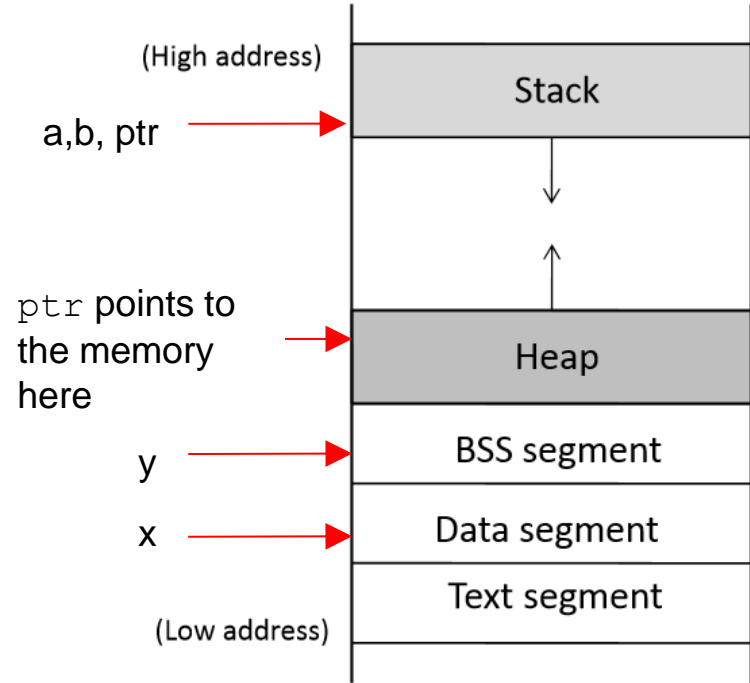 (High address)
Stack
a,b, ptr
ptr points to
the memory
here
Heap
y
BSS segment
x
Data segment
Text segment
(Low address)